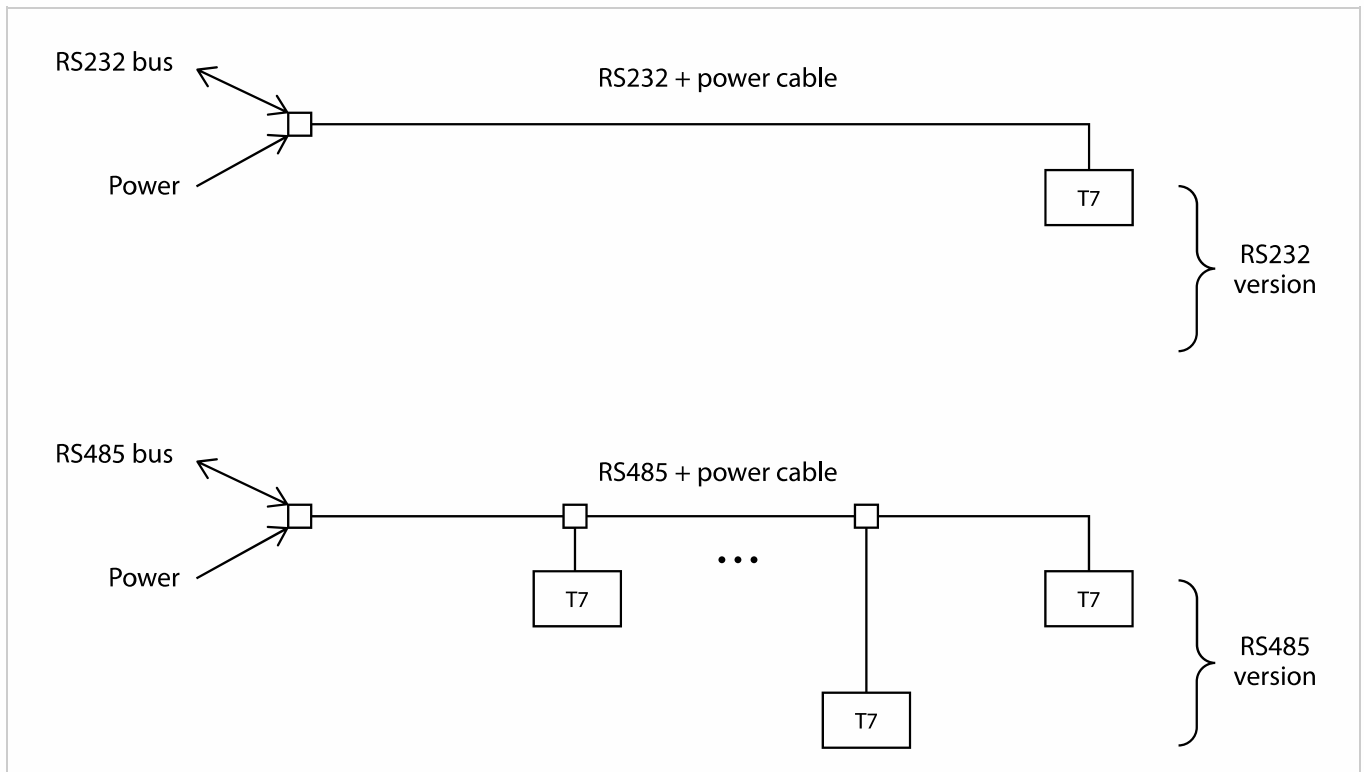 RS232 bus
RS232 + power cable
Power
T7
RS232
version
RS485 bus
RS485 + power cable
...
Power
T7
T7
RS485
version
T7